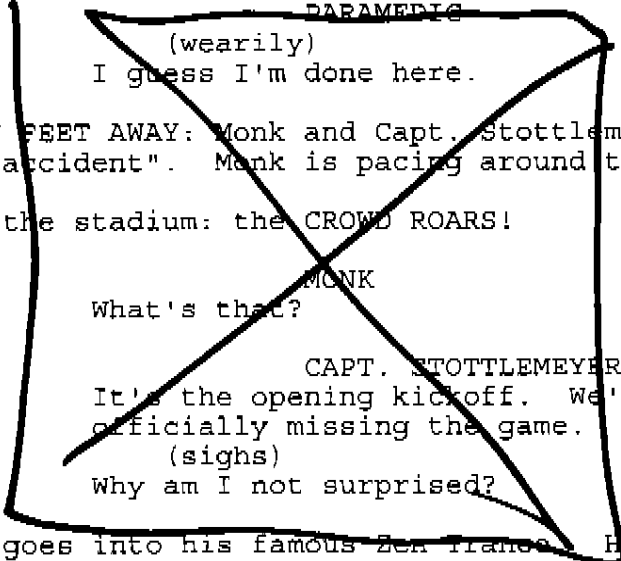 PARAMEDIC
(wearily)
I guess I'm done here.
FEET AWAY: Monk and Capt. Stottlem
accident". Monk is pacing around t
the stadium: the CROWD ROARS!
MONK
What's that?
CAPT. STOTTLEMEYER
It's the opening kickoff. We'
officially missing the game.
(sighs)
Why am I not surprised?
goes into his famous Zen Trance. H